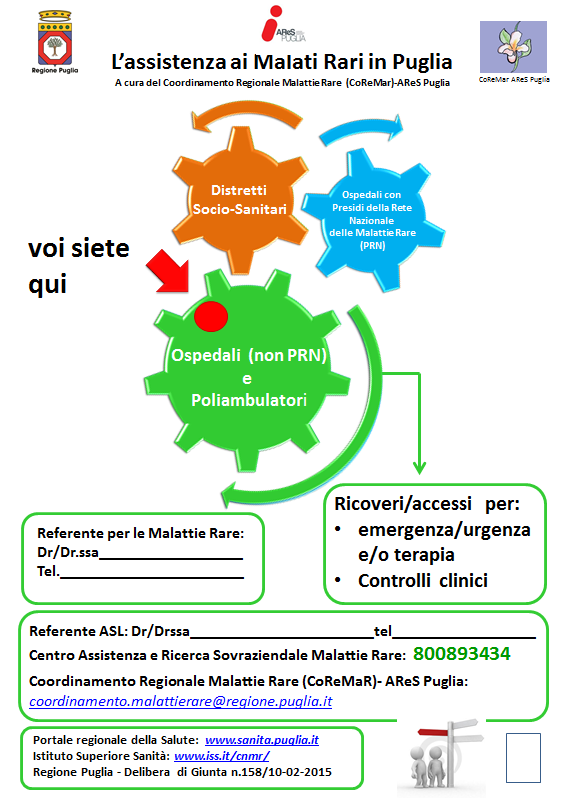 Regione Puglia
AReS PUGLIA
CoReMar AReS Puglia
L'assistenza ai Malati Rari in Puglia
A cura del Coordinamento Regionale Malattie Rare (CoReMar)-AReS Puglia
Distretti
Socio-Sanitari
Ospedali con
Presidi della Rete
Nazionale
delle Malattie Rare
(PRN)
voi siete
qui
Ospedali (non PRN)
e
Poliambulatori
Referente per le Malattie Rare:
Dr/Dr.ssa____________________
Tel.__________________________
Ricoveri/accessi per:
• emergenza/urgenza
e/o terapia
• Controlli clinici
Referente ASL: Dr/Drssa________________________tel___________________
Centro Assistenza e Ricerca Sovraziendale Malattie Rare: 800893434
Coordinamento Regionale Malattie Rare (CoReMaR)- AReS Puglia:
coordinamento.malattierare@regione.puglia.it
Portale regionale della Salute: www.sanita.puglia.it
Istituto Superiore Sanità: www.iss.it/cnmr/
Regione Puglia - Delibera di Giunta n.158/10-02-2015